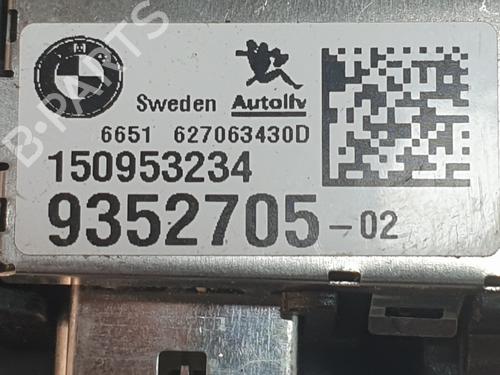 Sweden Autoliv
6651 627063430D
150953234
9352705-02
B-PARTS